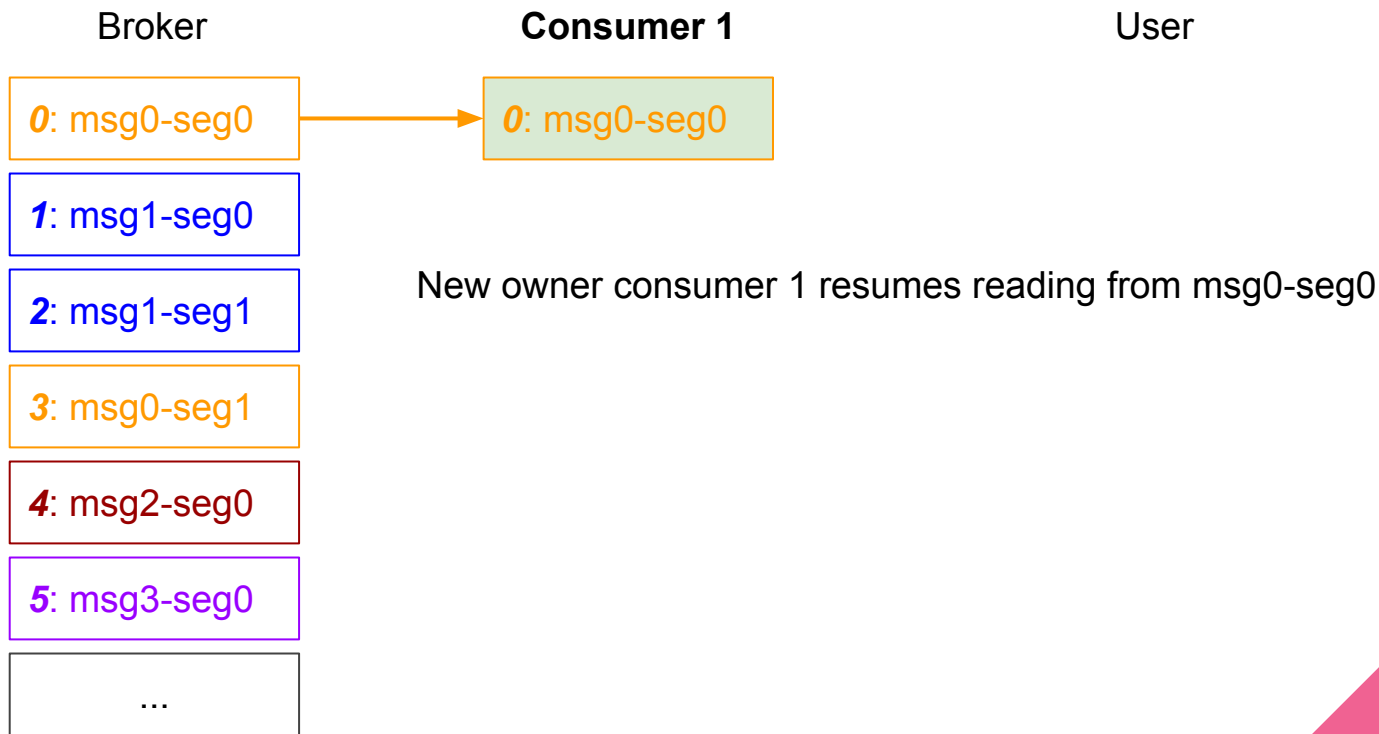 Broker
Consumer 1
User
0: msg0-seg0
0: msg0-seg0
1: msg1-seg0
New owner consumer 1 resumes reading from msg0-seg0
2: msg1-seg1
3: msg0-seg1
4: msg2-seg0
5: msg3-seg0
...